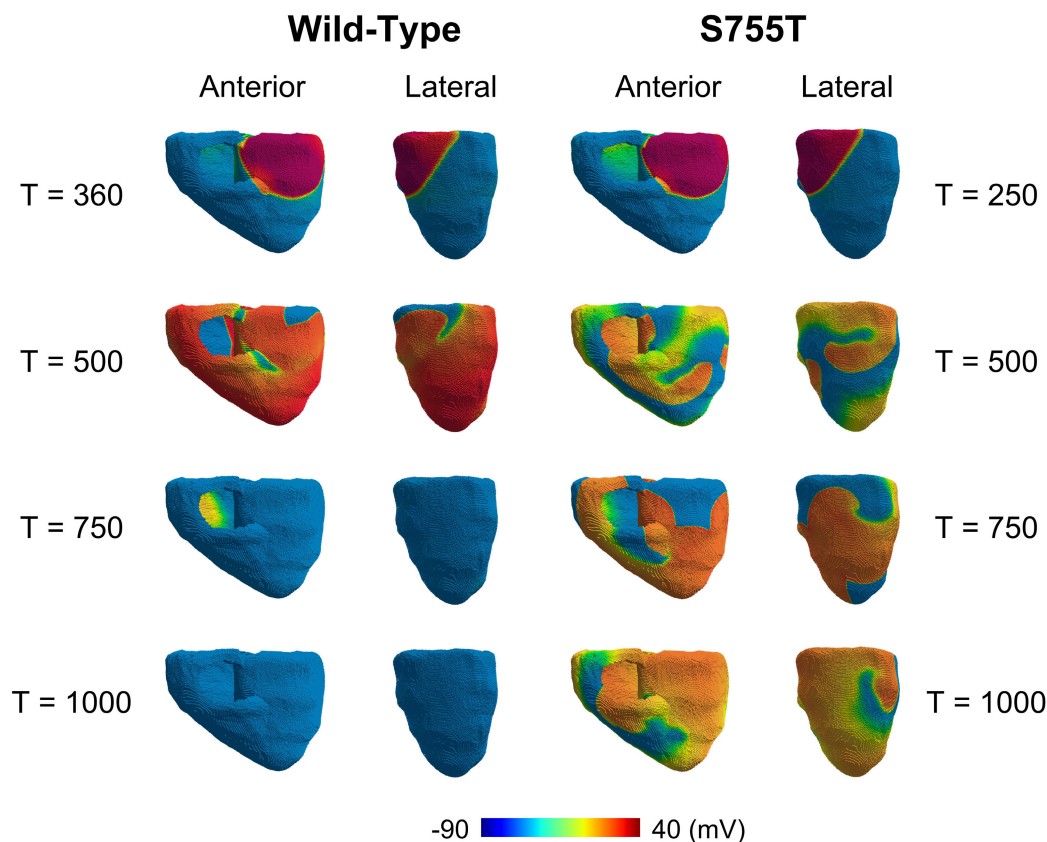 Wild-Type S755T
Anterior Lateral Anterior Lateral
T = 360 T = 250
T = 500 T = 500
T = 750 T = 750
T = 1000 T = 1000
-90 40 (mV)